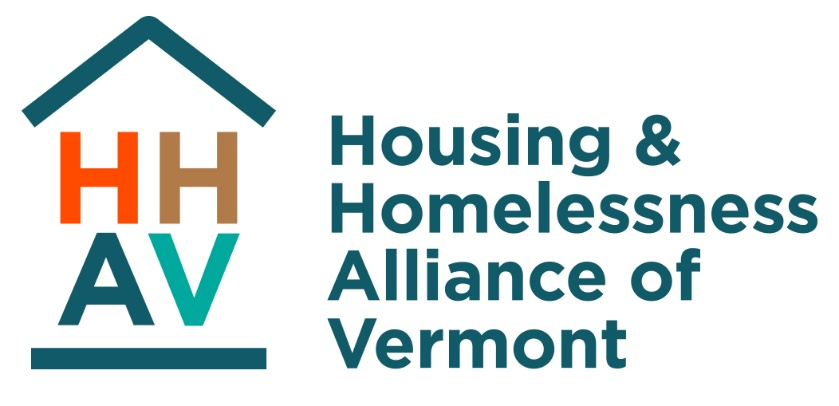 HH
AV
Housing &
Homelessness
Alliance of
Vermont